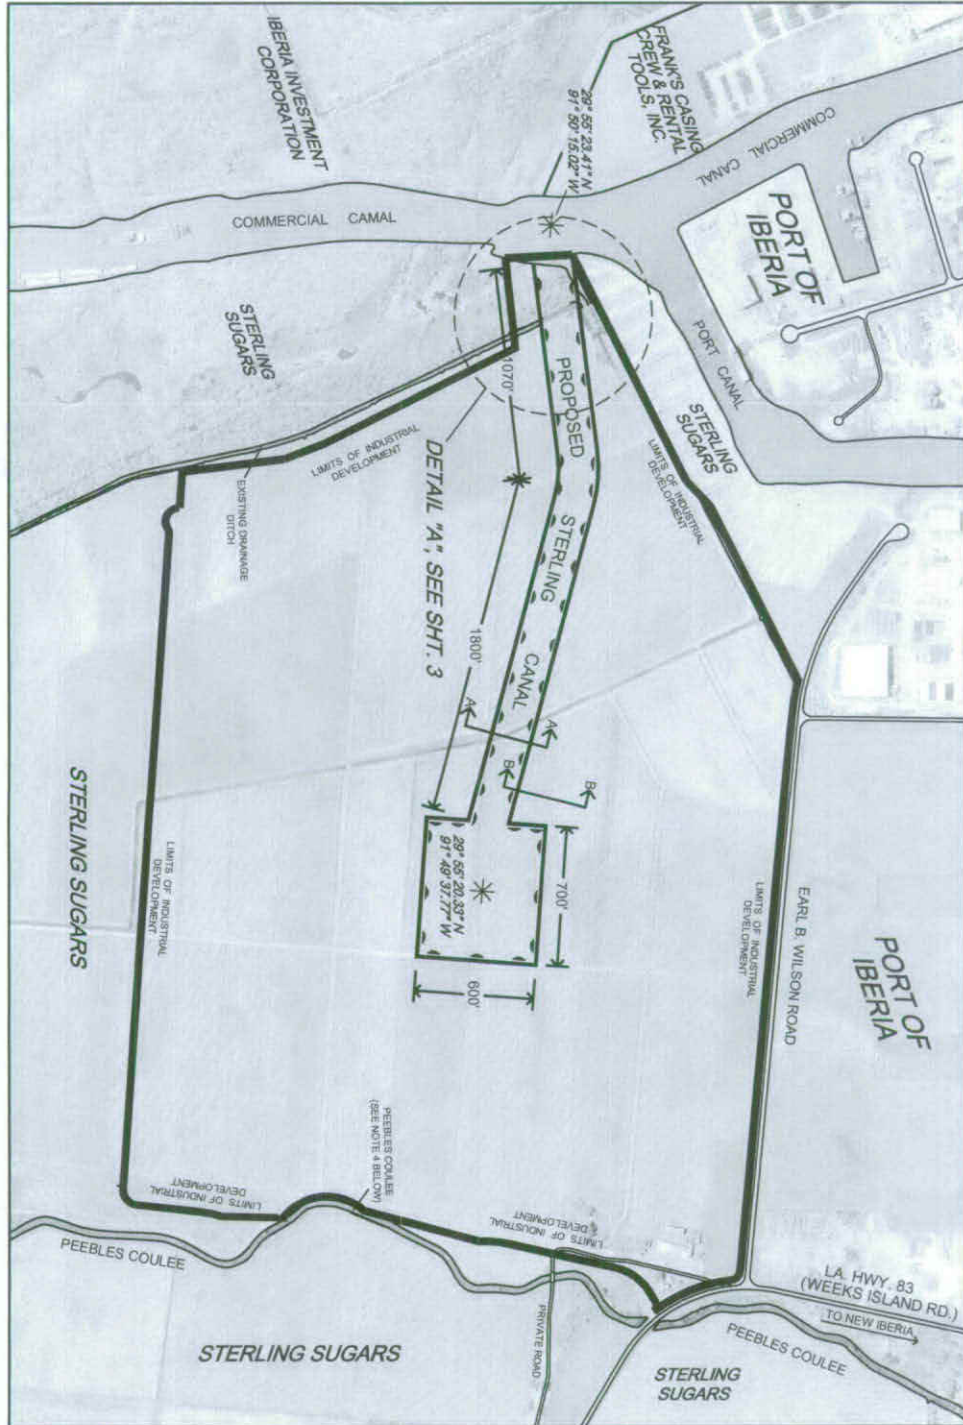 IBERIA INVESTMENT
CORPORATION
FRANK'S CASING
CREW & RENTAL
TOOLS, INC.
29° 55' 23.41" N
91° 50' 15.02" W
COMMERCIAL CANAL
PORT OF
IBERIA
COMMERCIAL CAMAL
PORT CANAL
STERLING
SUGARS
STERLING
SUGARS
PROPOSED
STERLING
CANAL
1070'
1800'
LIMITS OF INDUSTRIAL
DEVELOPMENT
LIMITS OF INDUSTRIAL
DEVELOPMENT
EXISTING DRAINAGE
DITCH
DETAIL "A", SEE SHT. 3
A
A
B
B
29° 55' 20.33" N
91° 49' 37.77" W
700'
600'
EARL B. WILSON ROAD
LIMITS OF INDUSTRIAL
DEVELOPMENT
PORT OF
IBERIA
STERLING SUGARS
LIMITS OF INDUSTRIAL
DEVELOPMENT
PEEBLES COULEE
(SEE NOTE 4 BELOW)
LIMITS OF INDUSTRIAL
DEVELOPMENT
LIMITS OF INDUSTRIAL
DEVELOPMENT
PEEBLES COULEE
LA. HWY. 83
(WEEKS ISLAND RD.)
TO NEW IBERIA
PEEBLES COULEE
PRIVATE ROAD
STERLING SUGARS
STERLING
SUGARS